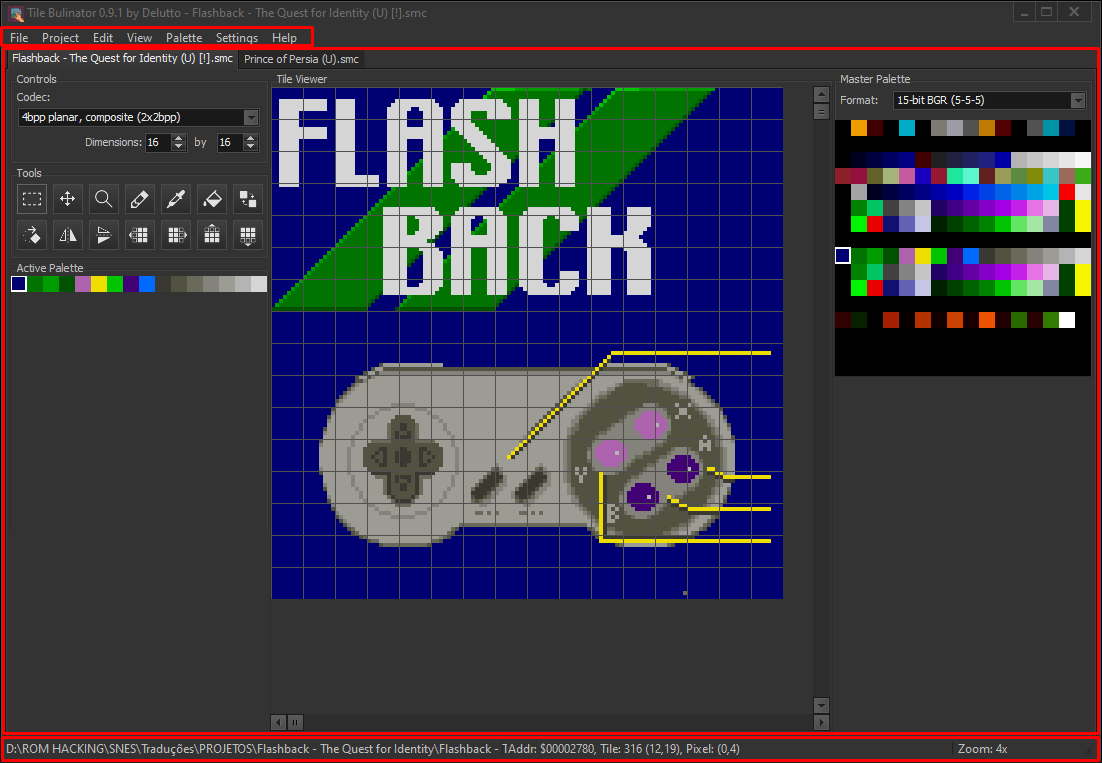 Tile Bulinator 0.9.1 by Delutto - Flashback - The Quest for Identity (U) [!].smc
File Project Edit View Palette Settings Help
Flashback - The Quest for Identity (U) [!].smc Prince of Persia (U).smc
Controls
Codec:
4bpp planar, composite (2x2bpp)
Dimensions: 16 by 16
Tools
Active Palette
Tile Viewer
FLASH
BACK
X
A
Y
B
Master Palette
Format: 15-bit BGR (5-5-5)
D:\ROM HACKING\SNES\Traduções\PROJETOS\Flashback - The Quest for Identity\Flashback - TAddr: $00002780, Tile: 316 (12,19), Pixel: (0,4) Zoom: 4x